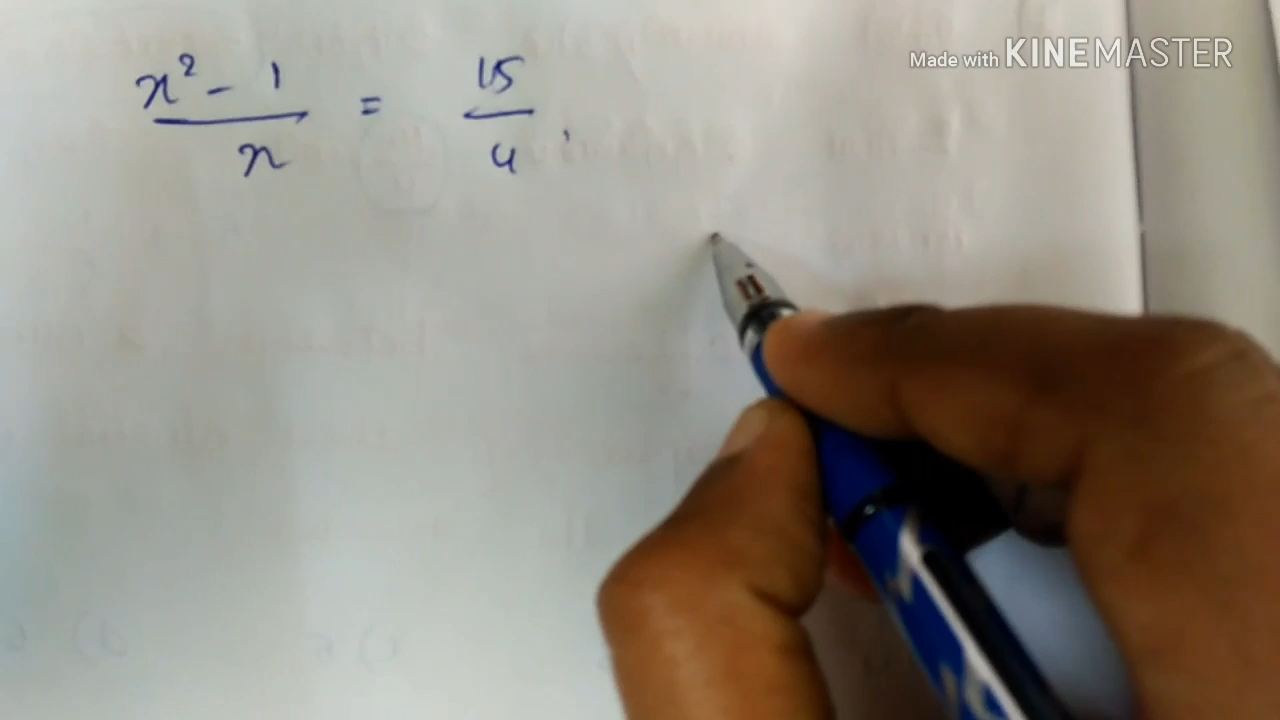 x² - 1 / x = 15 / 4,
Made with KINEMASTER